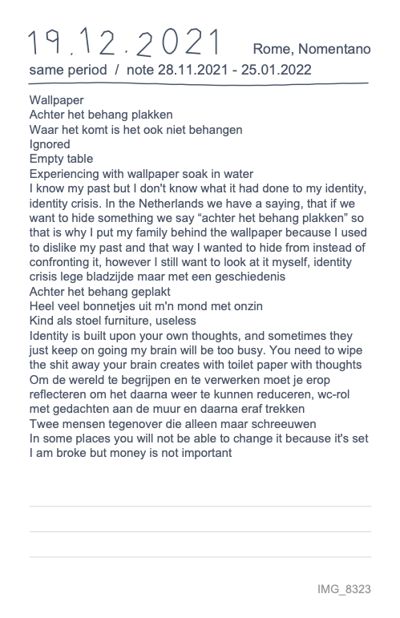 19.12.2021
Rome, Nomentano
same period / note 28.11.2021 - 25.01.2022
Wallpaper
Achter het behang plakken
Waar het komt is het ook niet behangen
Ignored
Empty table
Experiencing with wallpaper soak in water
I know my past but I don't know what it had done to my identity,
identity crisis. In the Netherlands we have a saying, that if we
want to hide something we say “achter het behang plakken” so
that is why I put my family behind the wallpaper because I used
to dislike my past and that way I wanted to hide from instead of
confronting it, however I still want to look at it myself, identity
crisis lege bladzijde maar met een geschiedenis
Achter het behang geplakt
Heel veel bonnetjes uit m'n mond met onzin
Kind als stoel furniture, useless
Identity is built upon your own thoughts, and sometimes they
just keep on going my brain will be too busy. You need to wipe
the shit away your brain creates with toilet paper with thoughts
Om de wereld te begrijpen en te verwerken moet je erop
reflecteren om het daarna weer te kunnen reduceren, wc-rol
met gedachten aan de muur en daarna eraf trekken
Twee mensen tegenover die alleen maar schreeuwen
In some places you will not be able to change it because it's set
I am broke but money is not important
IMG_8323